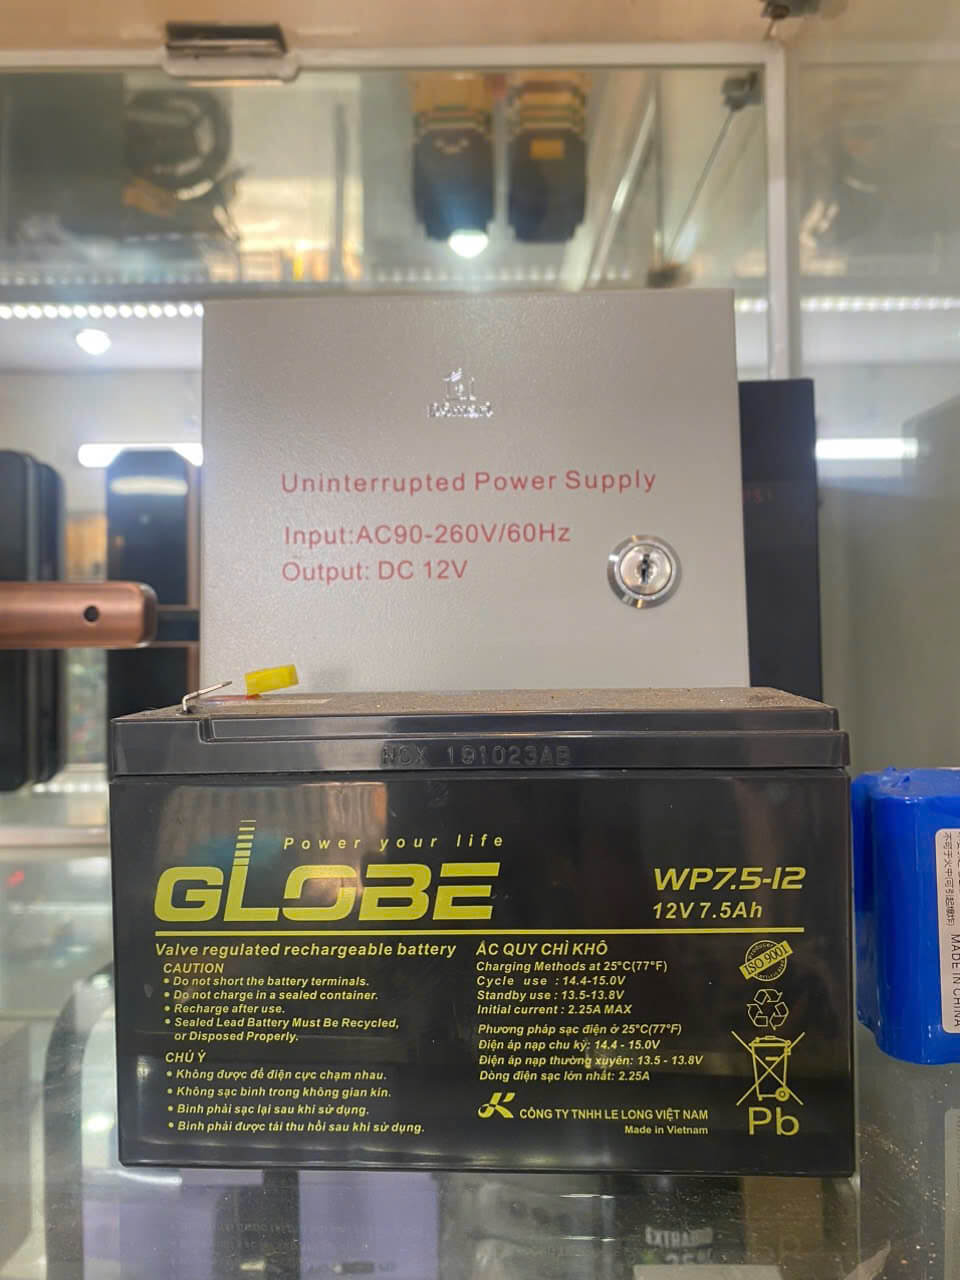 Uninterrupted Power Supply
Input:AC90-260V/60Hz
Output: DC 12V
191023AB
Power your life
GLOBE
WP7.5-12
12V 7.5Ah
Valve regulated rechargeable battery
CAUTION
• Do not short the battery terminals.
• Do not charge in a sealed container.
• Recharge after use.
• Sealed Lead Battery Must Be Recycled,
or Disposed Properly.
CHÚ Ý
• Không được để điện cực chạm nhau.
• Không sạc bình trong không gian kín.
• Bình phải sạc lại sau khi sử dụng.
• Bình phải được tái thu hồi sau khi sử dụng.
ẮC QUY CHÌ KHÔ
Charging Methods at 25°C(77°F)
Cycle use : 14.4-15.0V
Standby use : 13.5-13.8V
Initial current : 2.25A MAX
Phương pháp sạc điện ở 25°C(77°F)
Điện áp nạp chu kỳ: 14.4 - 15.0V
Điện áp nạp thường xuyên: 13.5 - 13.8V
Dòng điện sạc lớn nhất: 2.25A
CÔNG TY TNHH LE LONG VIỆT NAM
Made in Vietnam
ISO 9001
Pb
MADE IN CHINA